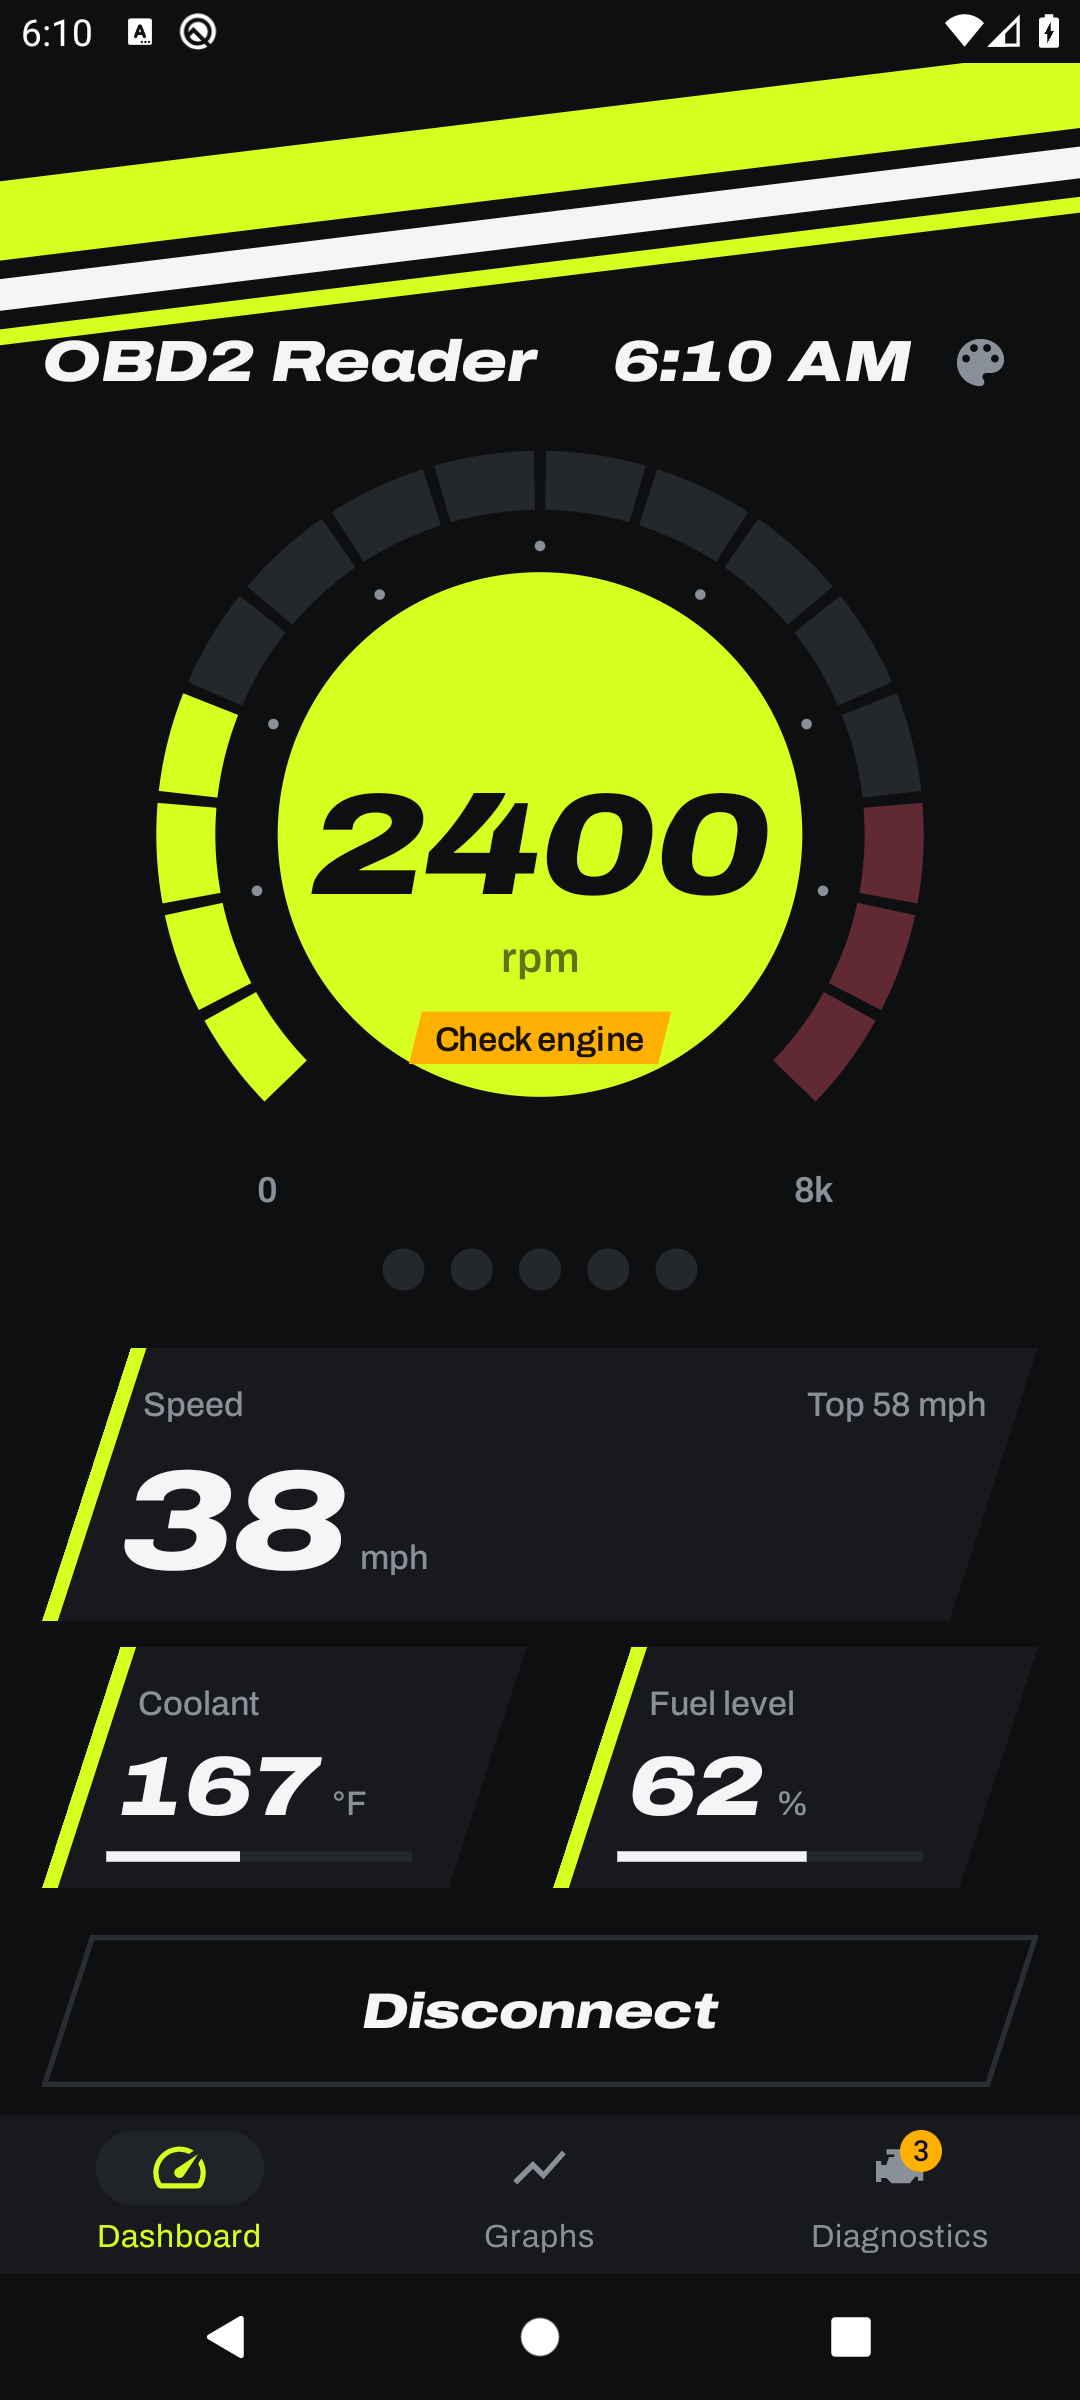 6:10
OBD2 Reader 6:10 AM
2400
rpm
Check engine
0 8k
Speed Top 58 mph
38 mph
Coolant Fuel level
167 °F 62 %
Disconnect
3
Dashboard Graphs Diagnostics